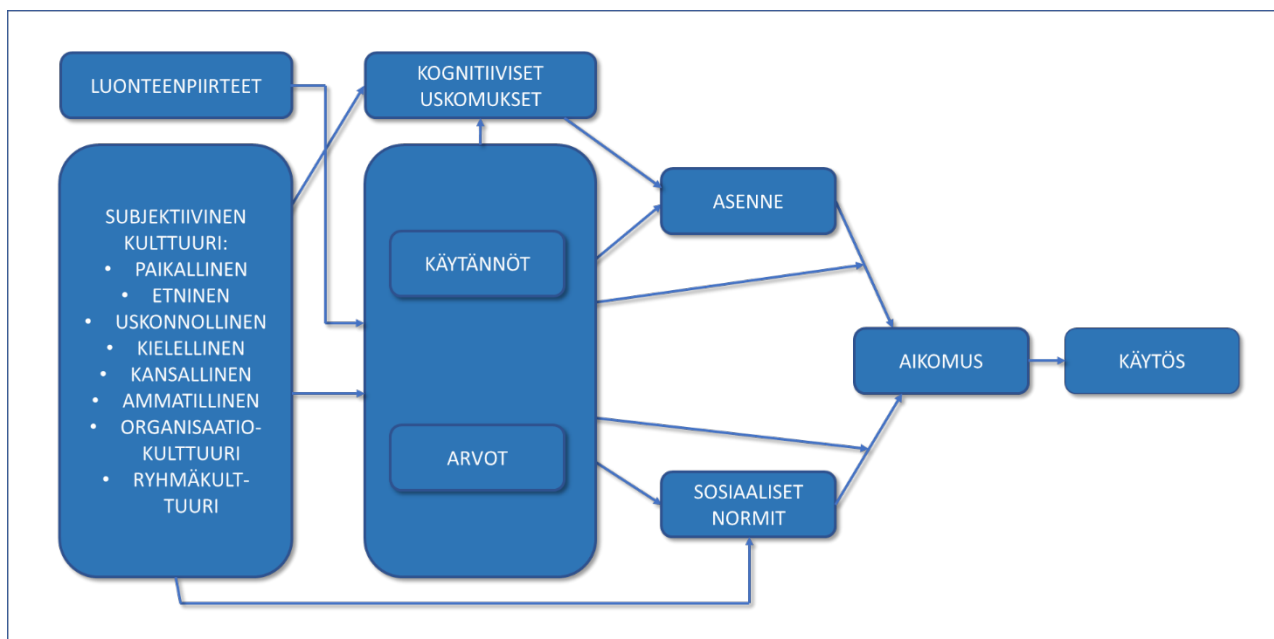 LUONTEENPIIRTEET
KOGNITIIVISET
USKOMUKSET
SUBJEKTIIVINEN
KULTTUURI:
• PAIKALLINEN
• ETNINEN
• USKONNOLLINEN
• KIELELLINEN
• KANSALLINEN
• AMMATILLINEN
• ORGANISAATIO-
KULTTUURI
• RYHMÄKULT-
TUURI
KÄYTÄNNÖT
ARVOT
ASENNE
SOSIAALISET
NORMIT
AIKOMUS
KÄYTÖS